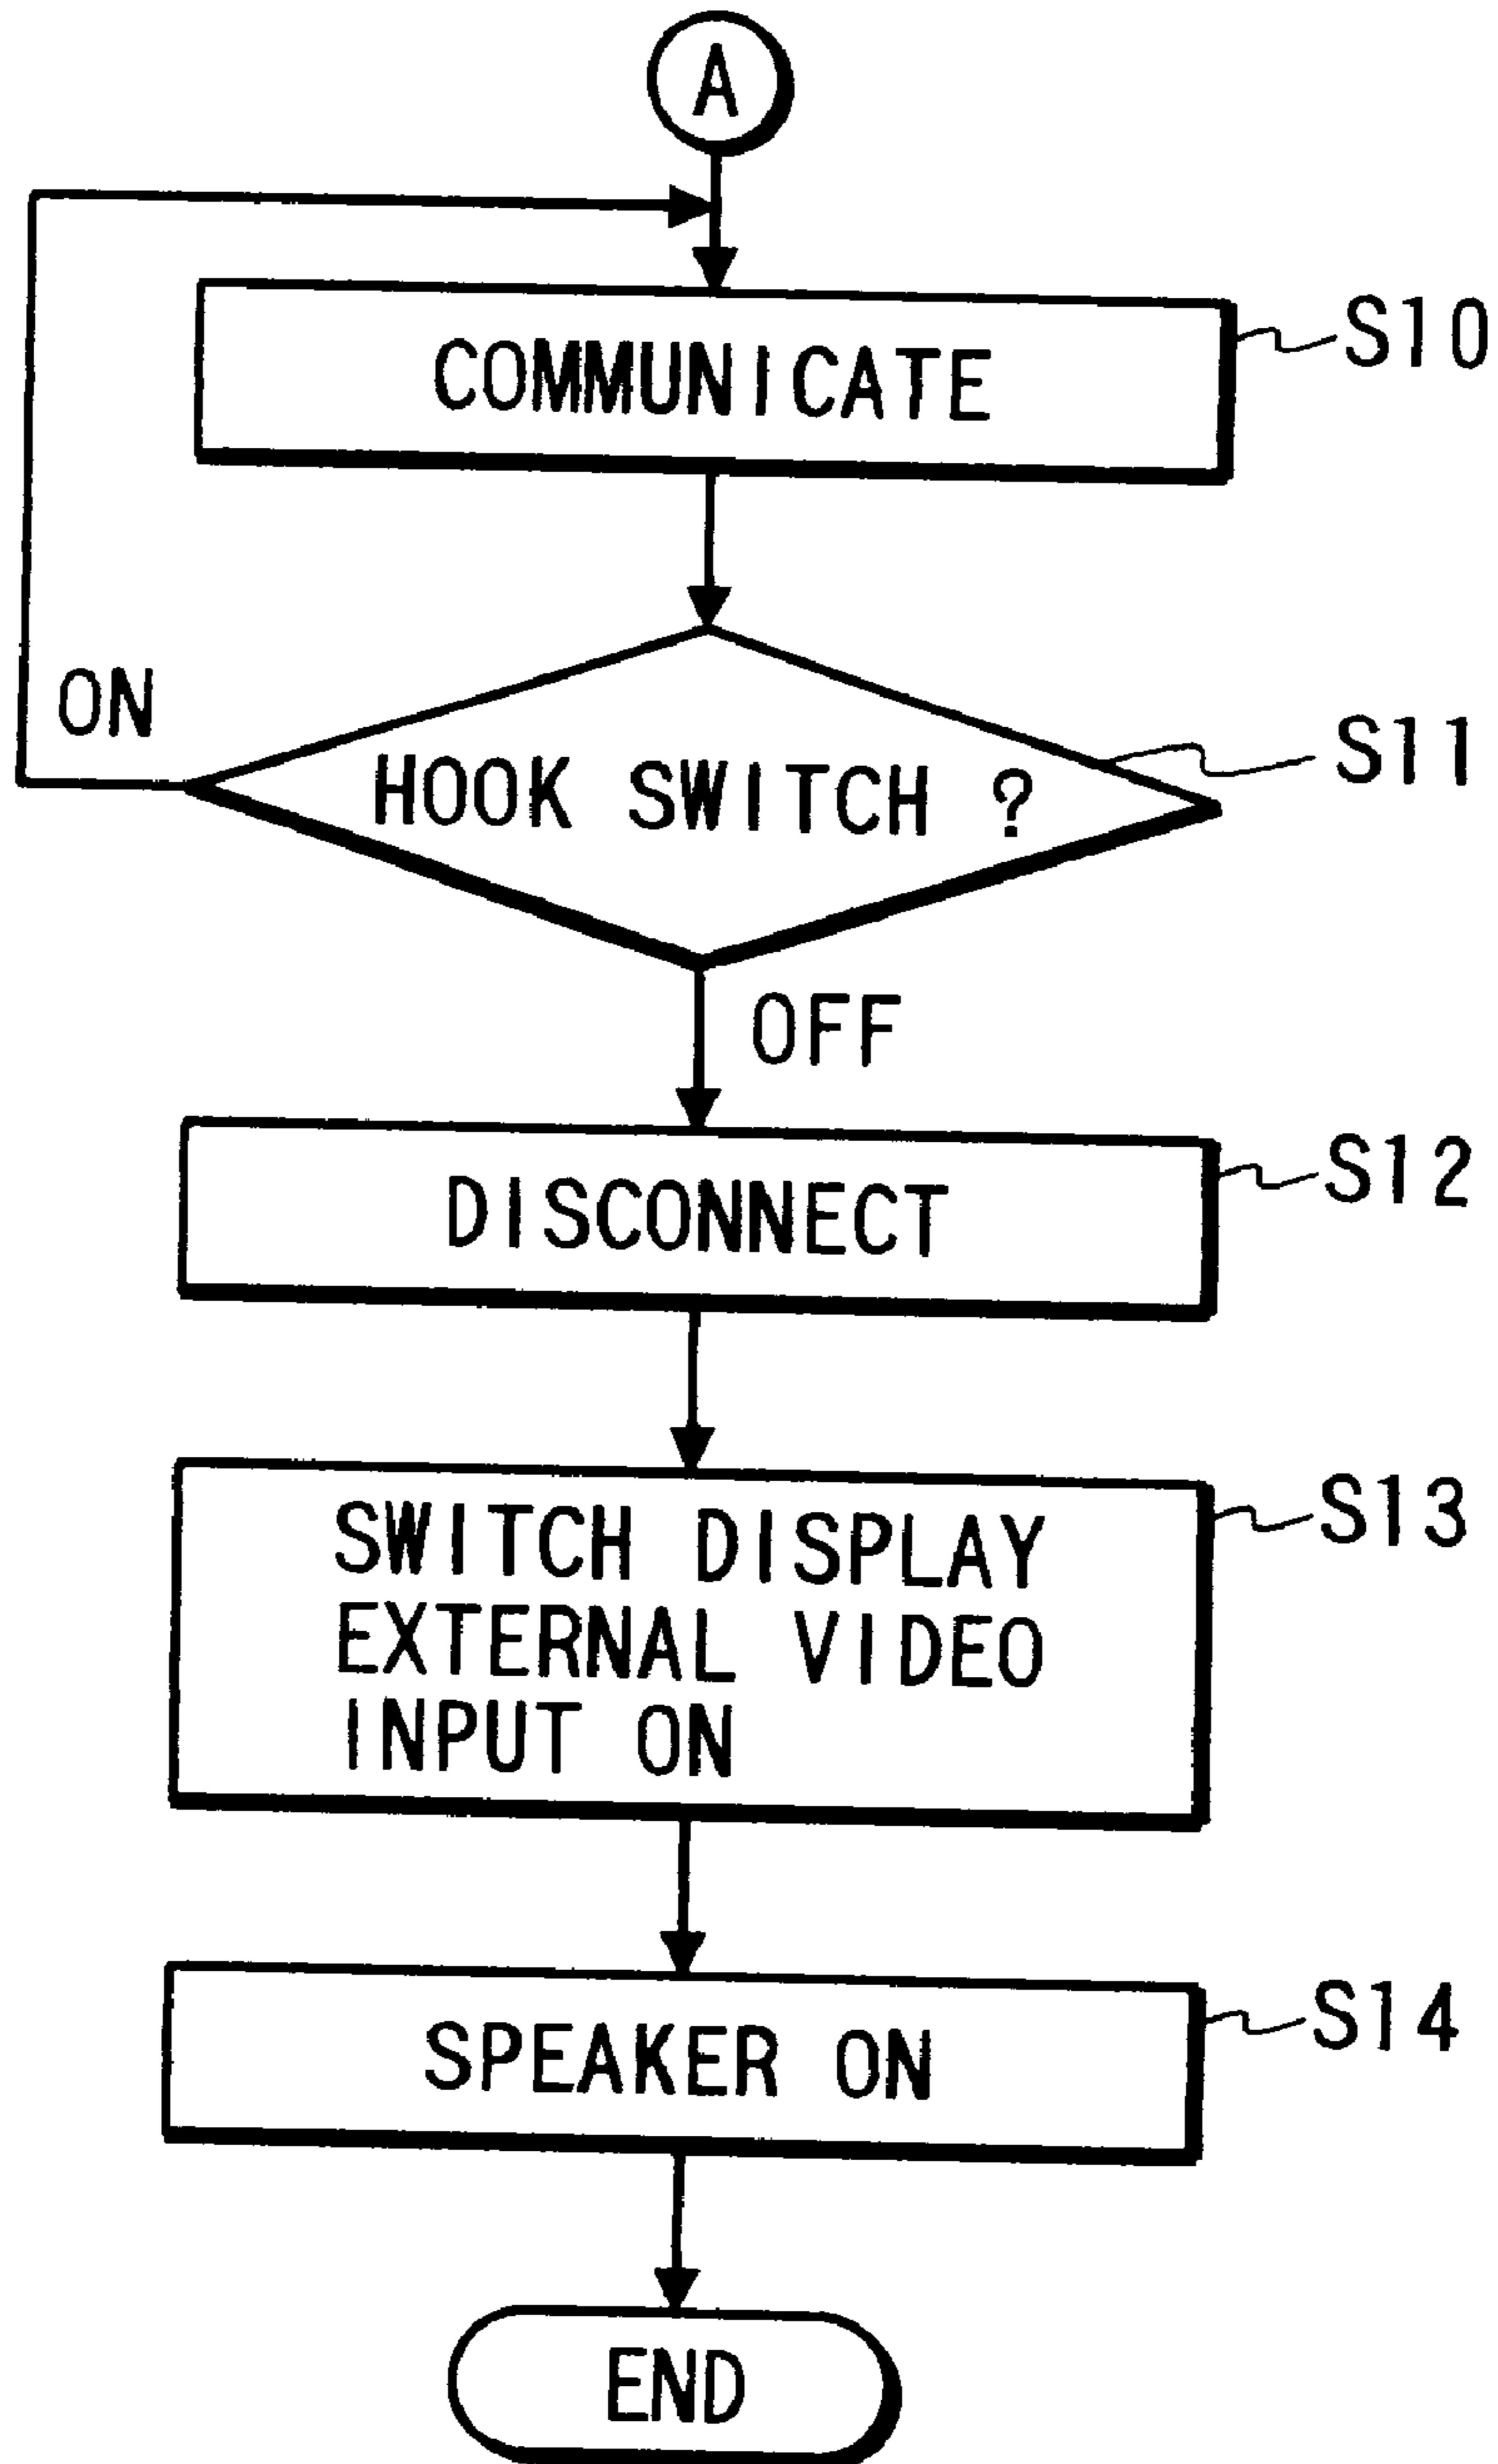 A
COMMUNICATE
S10
ON
HOOK SWITCH ?
S11
OFF
DISCONNECT
S12
SWITCH DISPLAY
EXTERNAL VIDEO
INPUT ON
S13
SPEAKER ON
S14
END